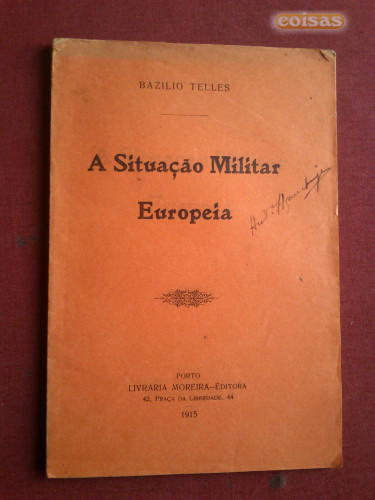 coisas
BAZILIO TELLES
A Situação Militar
Europeia
PORTO
LIVRARIA MOREIRA—EDITORA
42, PRAÇA DA LIBERDADE, 44
1915